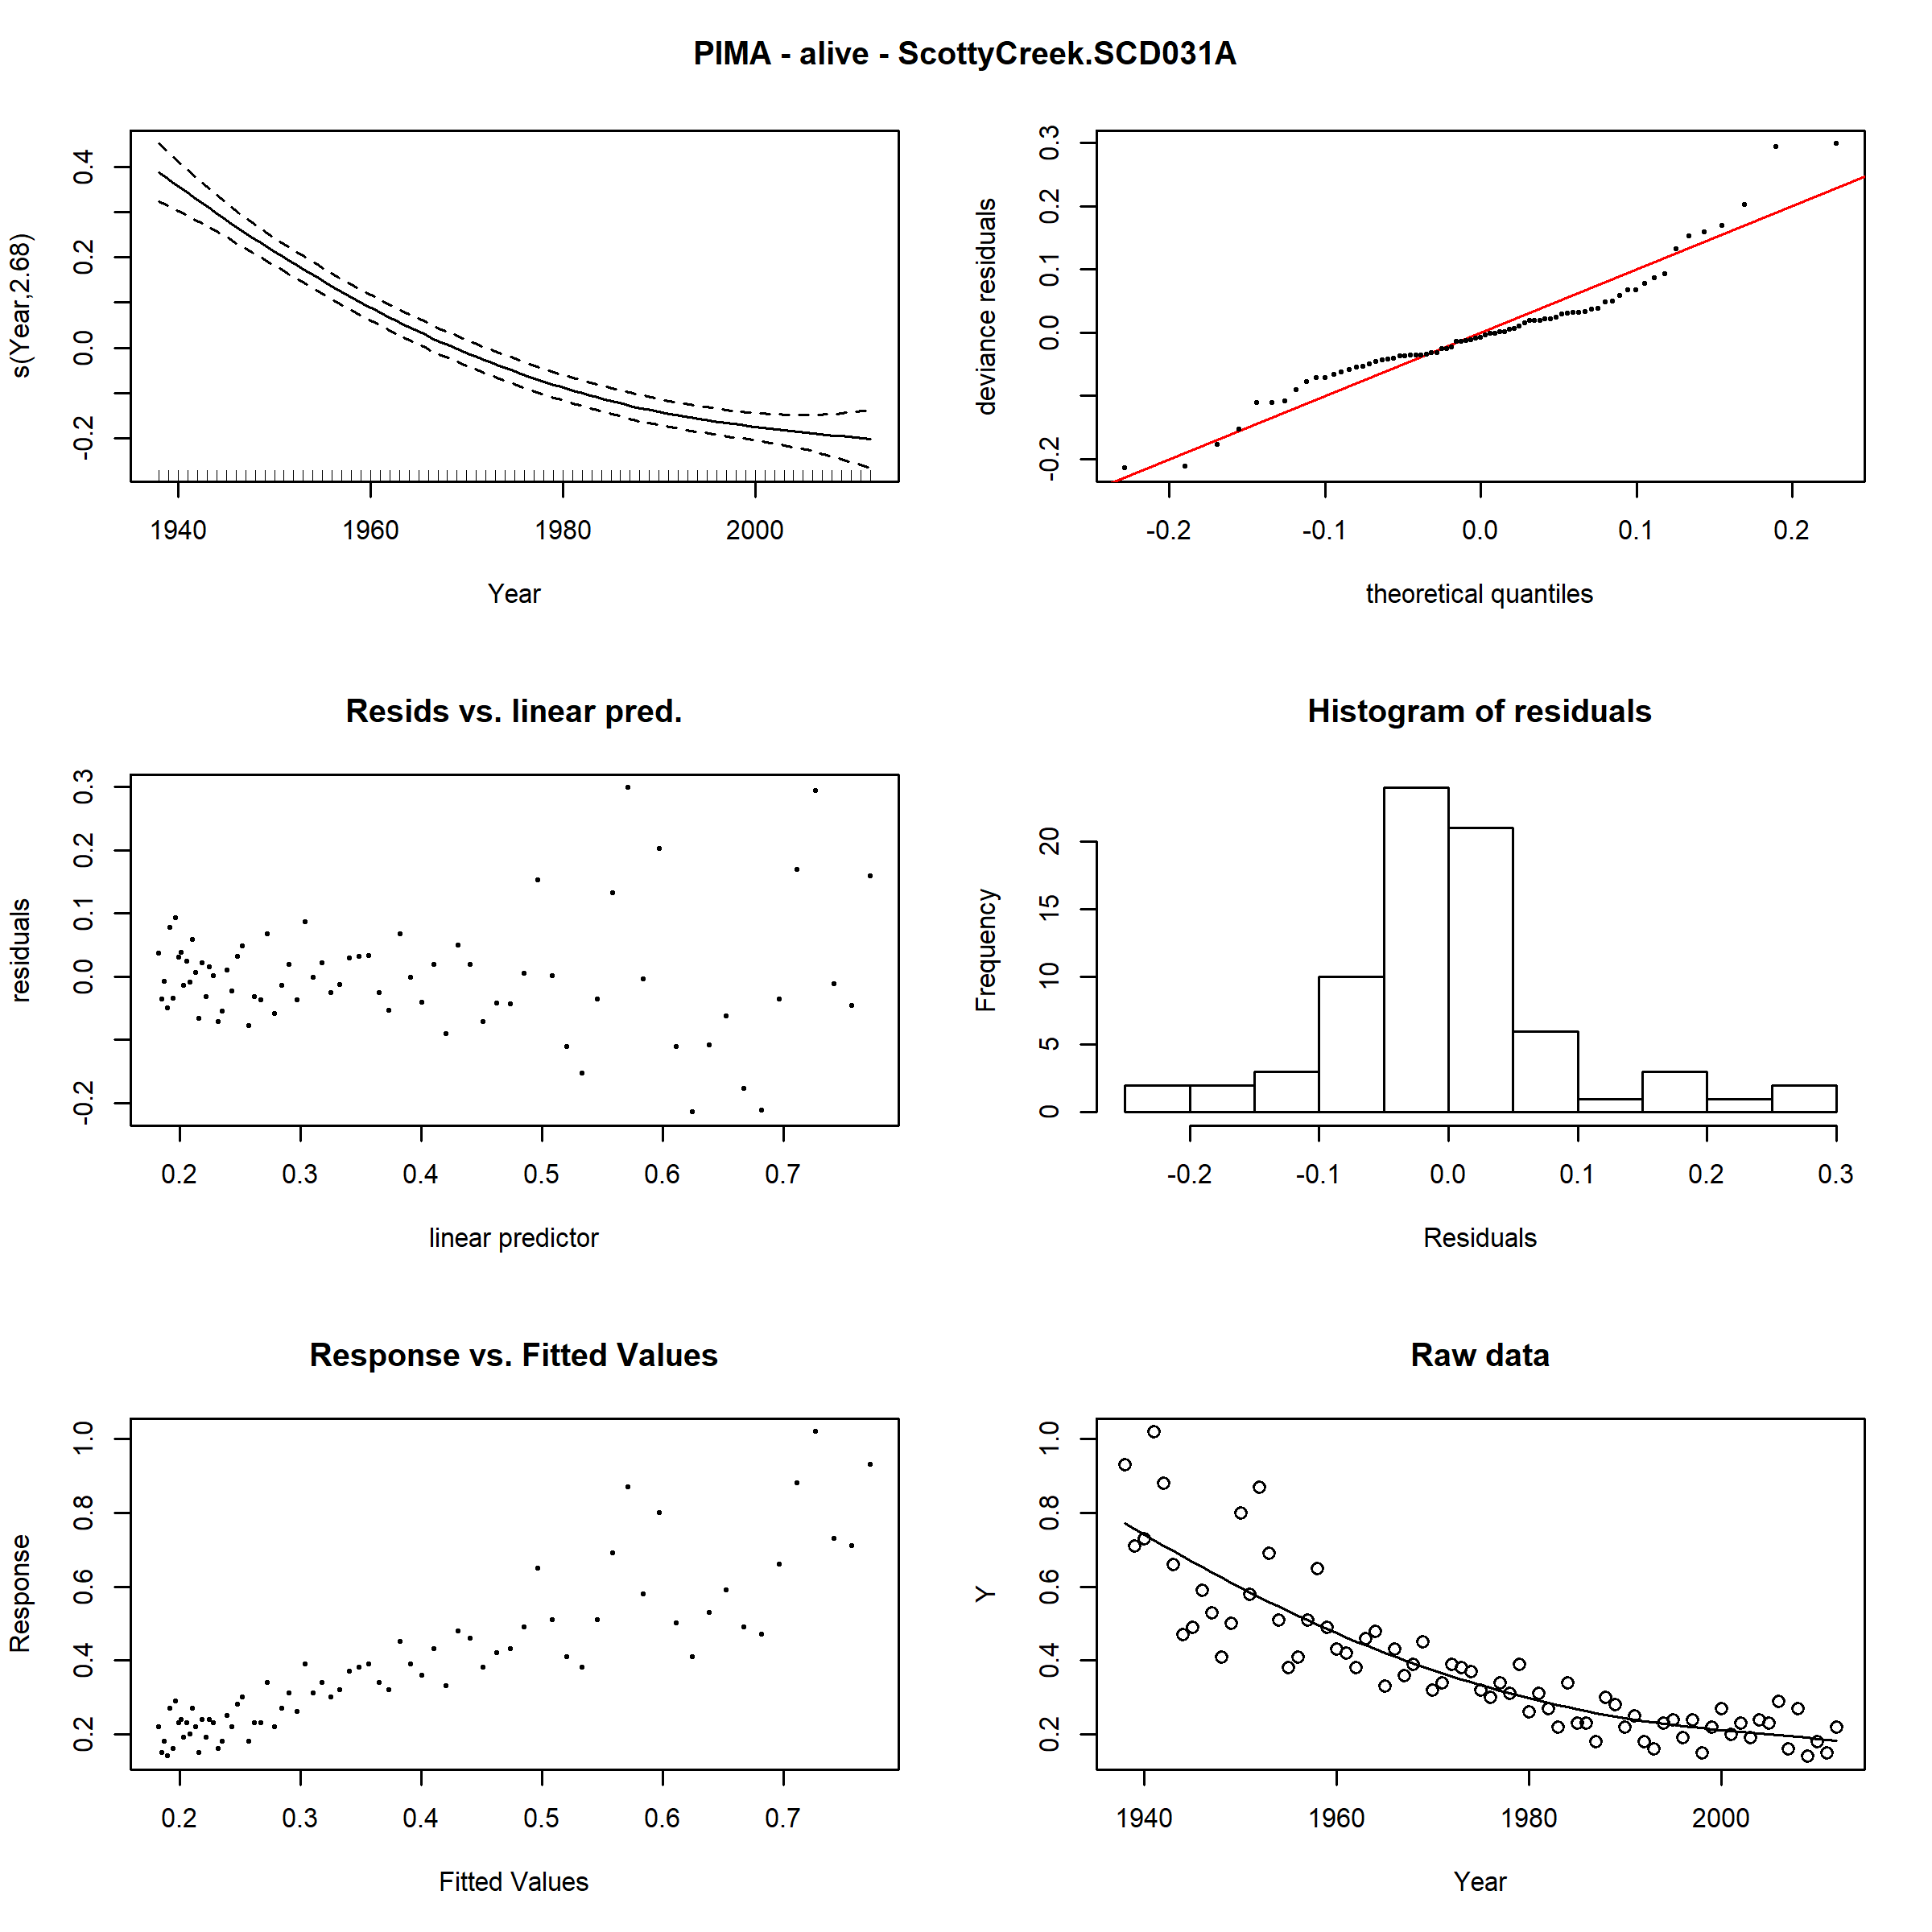 PIMA - alive - ScottyCreek.SCD031A
s(Year,2.68)
-0.2 0.0 0.2 0.4
1940 1960 1980 2000
Year
deviance residuals
-0.2 0.0 0.1 0.2 0.3
-0.2 -0.1 0.0 0.1 0.2
theoretical quantiles
Resids vs. linear pred.
residuals
-0.2 0.0 0.1 0.2 0.3
0.2 0.3 0.4 0.5 0.6 0.7
linear predictor
Histogram of residuals
Frequency
0 5 10 15 20
-0.2 -0.1 0.0 0.1 0.2 0.3
Residuals
Response vs. Fitted Values
Response
0.2 0.4 0.6 0.8 1.0
0.2 0.3 0.4 0.5 0.6 0.7
Fitted Values
Raw data
Y
0.2 0.4 0.6 0.8 1.0
1940 1960 1980 2000
Year